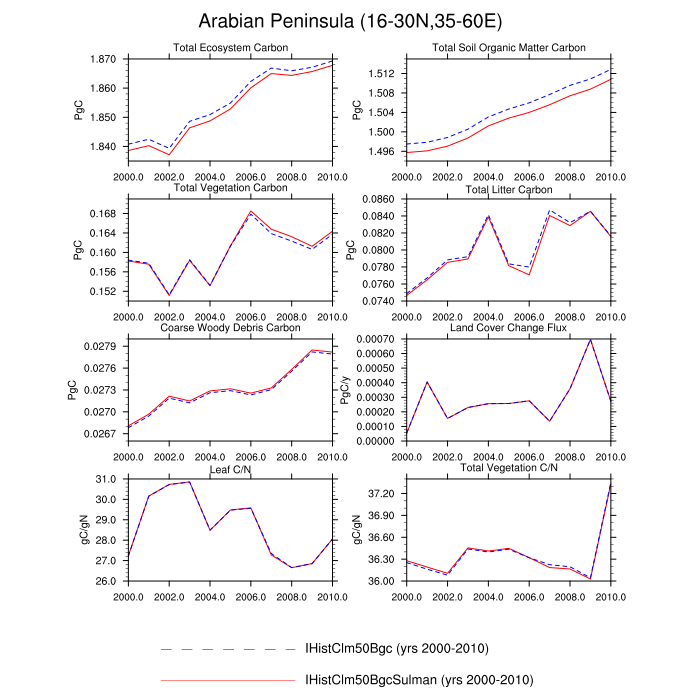 Arabian Peninsula (16-30N,35-60E)
Total Ecosystem Carbon
PgC
1.870
1.860
1.850
1.840
2000.0 2002.0 2004.0 2006.0 2008.0 2010.0
Total Soil Organic Matter Carbon
PgC
1.512
1.508
1.504
1.500
1.496
2000.0 2002.0 2004.0 2006.0 2008.0 2010.0
Total Vegetation Carbon
PgC
0.168
0.164
0.160
0.156
0.152
2000.0 2002.0 2004.0 2006.0 2008.0 2010.0
Total Litter Carbon
PgC
0.0860
0.0840
0.0820
0.0800
0.0780
0.0760
0.0740
2000.0 2002.0 2004.0 2006.0 2008.0 2010.0
Coarse Woody Debris Carbon
PgC
0.0279
0.0276
0.0273
0.0270
0.0267
2000.0 2002.0 2004.0 2006.0 2008.0 2010.0
Land Cover Change Flux
PgC/y
0.00070
0.00060
0.00050
0.00040
0.00030
0.00020
0.00010
0.00000
2000.0 2002.0 2004.0 2006.0 2008.0 2010.0
Leaf C/N
gC/gN
31.0
30.0
29.0
28.0
27.0
26.0
2000.0 2002.0 2004.0 2006.0 2008.0 2010.0
Total Vegetation C/N
gC/gN
37.20
36.90
36.60
36.30
36.00
2000.0 2002.0 2004.0 2006.0 2008.0 2010.0
IHistClm50Bgc (yrs 2000-2010)
IHistClm50BgcSulman (yrs 2000-2010)